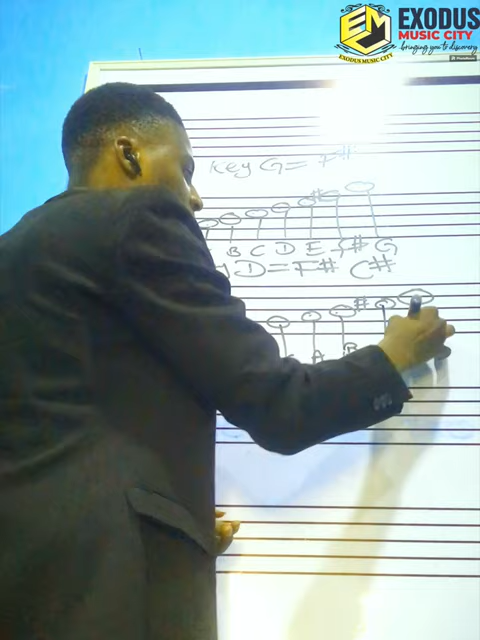 EXODUS
MUSIC CITY
bringing you to discovery
EXODUS MUSIC CITY
Key G = F#
#
B C D E F# G
D = F# C#
#
A B